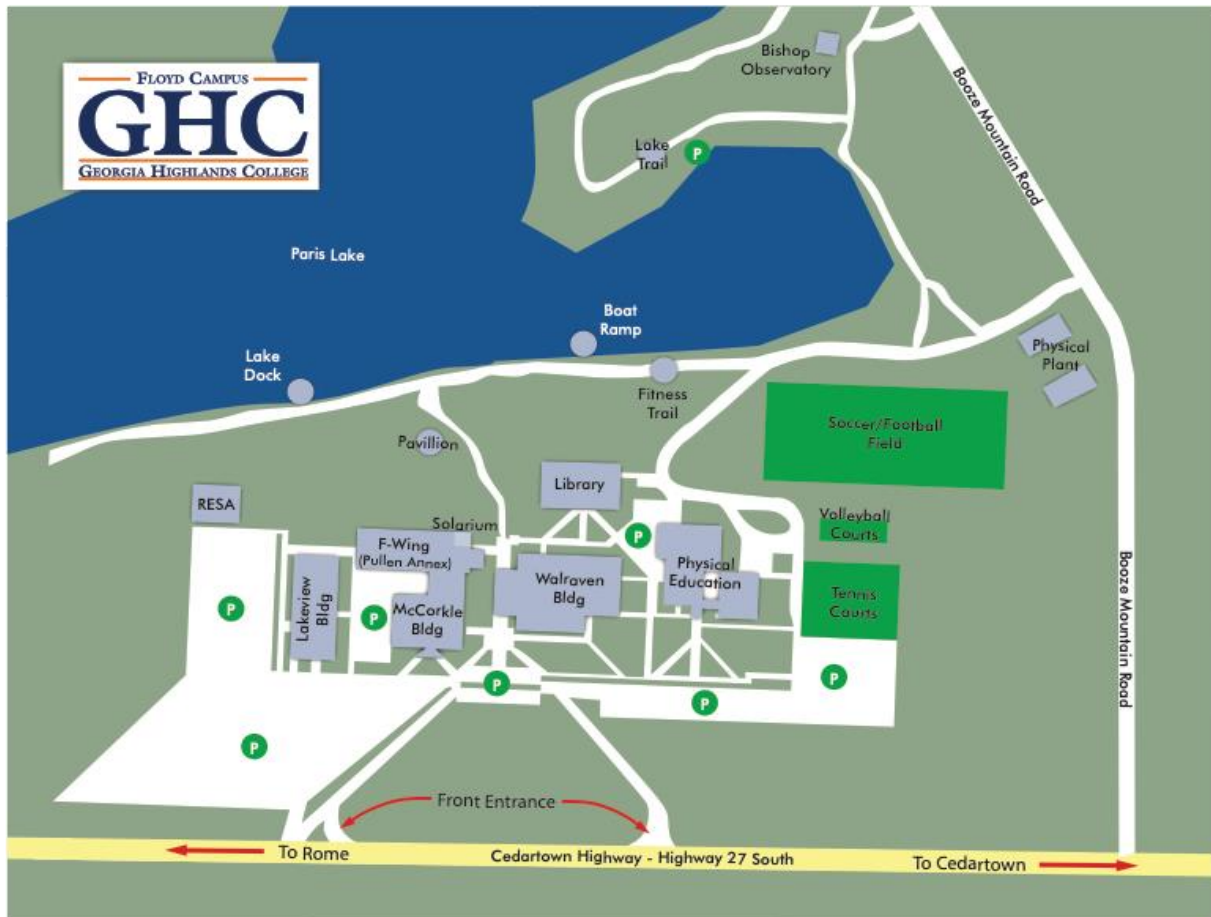 FLOYD CAMPUS
GHC
GEORGIA HIGHLANDS COLLEGE
Bishop
Observatory
Booze Mountain Road
Lake
Trail
P
Paris Lake
Boat
Ramp
Lake
Dock
Physical
Plant
Fitness
Trail
Pavillion
Soccer/Football
Field
Library
RESA
Solarium
Volleyball
Courts
P
F-Wing
(Pullen Annex)
Physical
Education
Walraven
Bldg
Lakeview
Bldg
McCorkle
Bldg
Tennis
Courts
P
P
Booze Mountain Road
P
P
P
P
Front Entrance
To Rome
Cedartown Highway - Highway 27 South
To Cedartown